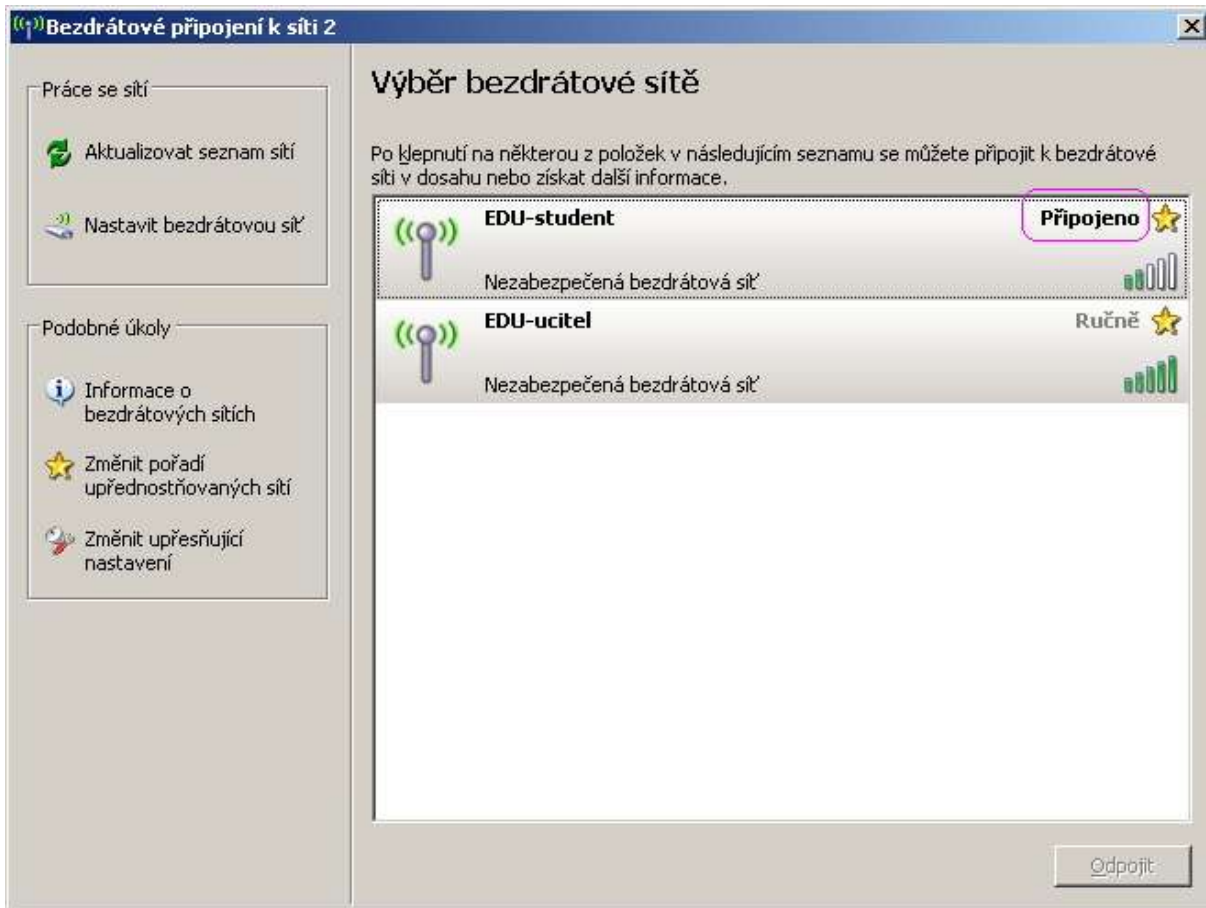 Bezdrátové připojení k síti 2
Práce se sítí
Aktualizovat seznam sítí
Nastavit bezdrátovou síť
Podobné úkoly
Informace o
bezdrátových sítích
Změnit pořadí
upřednostňovaných sítí
Změnit upřesňující
nastavení
Výběr bezdrátové sítě
Po klepnutí na některou z položek v následujícím seznamu se můžete připojit k bezdrátové
síti v dosahu nebo získat další informace.
EDU-student Připojeno
Nezabezpečená bezdrátová síť
EDU-ucitel Ručně
Nezabezpečená bezdrátová síť
Odpojit